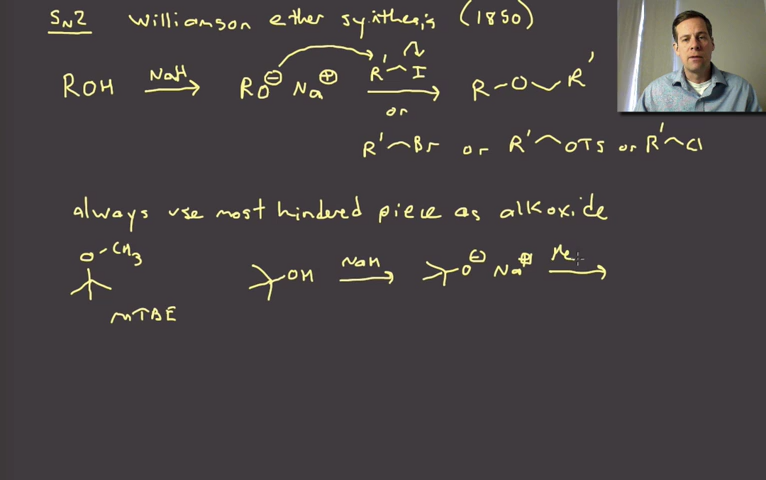 SN2 Williamson ether synthesis (1850)
ROH NaH RO⊖ Na⊕ R' I R-O R'
or
R' Br or R' OTs or R' Cl
Always use most hindered piece as alkoxide
O-CH3 OH NaH O⊖ Na⊕ Me
MTBE